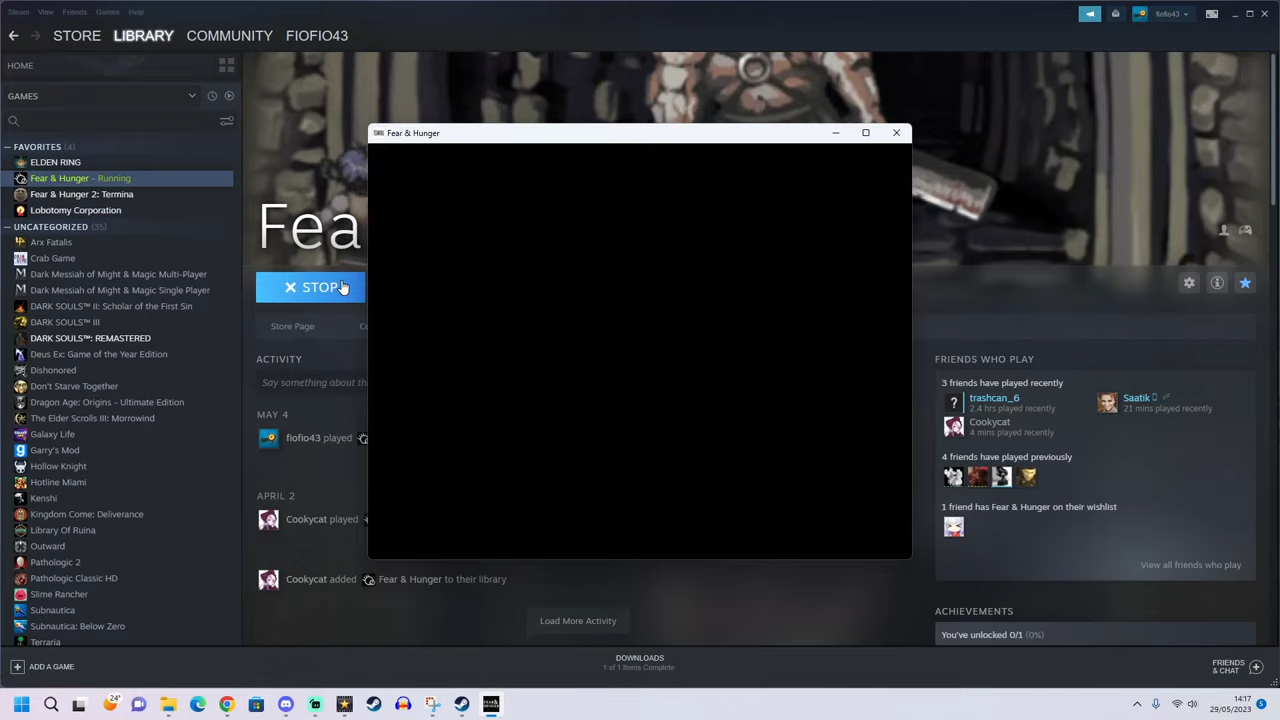 Steam View Friends Games Help
fiofio43
STORE LIBRARY COMMUNITY FIOFIO43
HOME
GAMES
FAVORITES (4)
ELDEN RING
Fear & Hunger - Running
Fear & Hunger 2: Termina
Lobotomy Corporation
UNCATEGORIZED (35)
Arx Fatalis
Crab Game
Dark Messiah of Might & Magic Multi-Player
Dark Messiah of Might & Magic Single Player
DARK SOULS™ II: Scholar of the First Sin
DARK SOULS™ III
DARK SOULS™: REMASTERED
Deus Ex: Game of the Year Edition
Dishonored
Don't Starve Together
Dragon Age: Origins - Ultimate Edition
The Elder Scrolls III: Morrowind
Galaxy Life
Garry's Mod
Hollow Knight
Hotline Miami
Kenshi
Kingdom Come: Deliverance
Library Of Ruina
Outward
Pathologic 2
Pathologic Classic HD
Slime Rancher
Subnautica
Subnautica: Below Zero
Terraria
Fear & Hunger
Fea
STOP
Store Page Co
ACTIVITY
Say something about th
MAY 4
fiofio43 played
APRIL 2
Cookycat played
Cookycat added Fear & Hunger to their library
Load More Activity
FRIENDS WHO PLAY
3 friends have played recently
trashcan_6
2.4 hrs played recently
Saatik
21 mins played recently
Cookycat
4 mins played recently
4 friends have played previously
1 friend has Fear & Hunger on their wishlist
View all friends who play
ACHIEVEMENTS
You've unlocked 0/1 (0%)
ADD A GAME
DOWNLOADS
1 of 1 Items Complete
FRIENDS
& CHAT
24°
14:17
29/05/2023
5